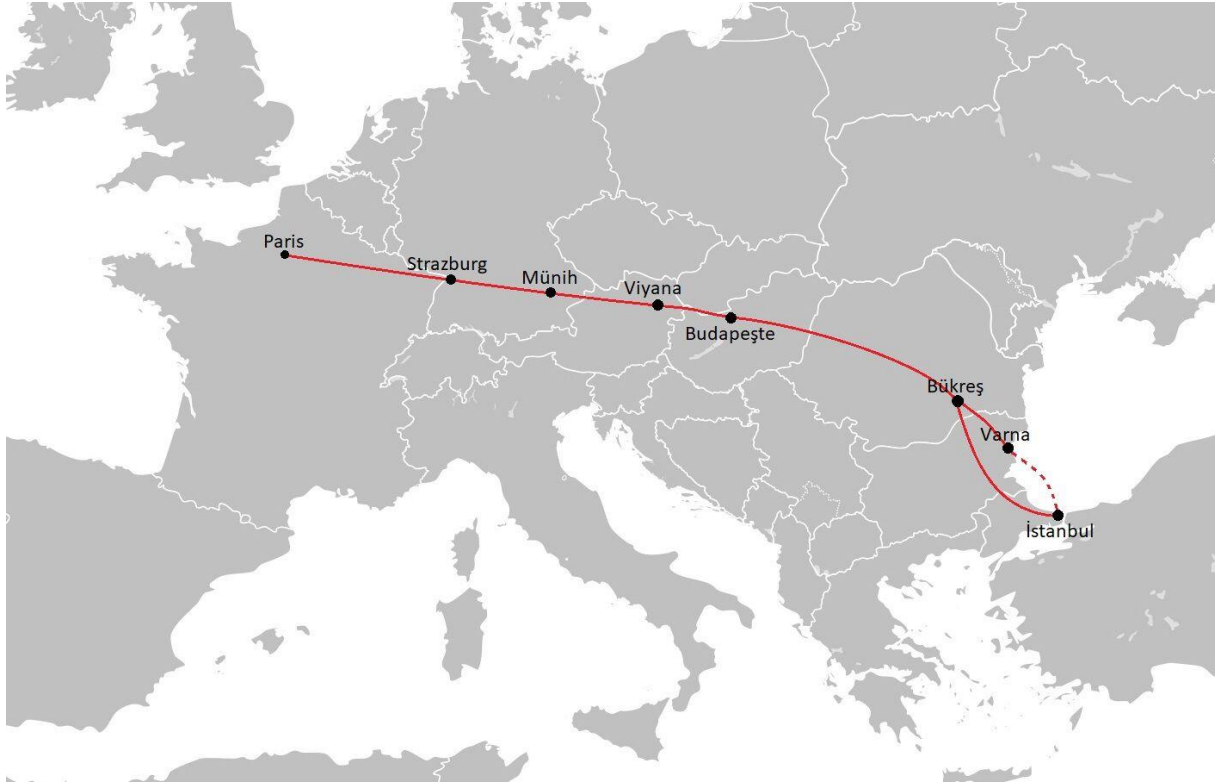 Paris
Strazburg
Münih
Viyana
Budapeşte
Bükreş
Varna
İstanbul